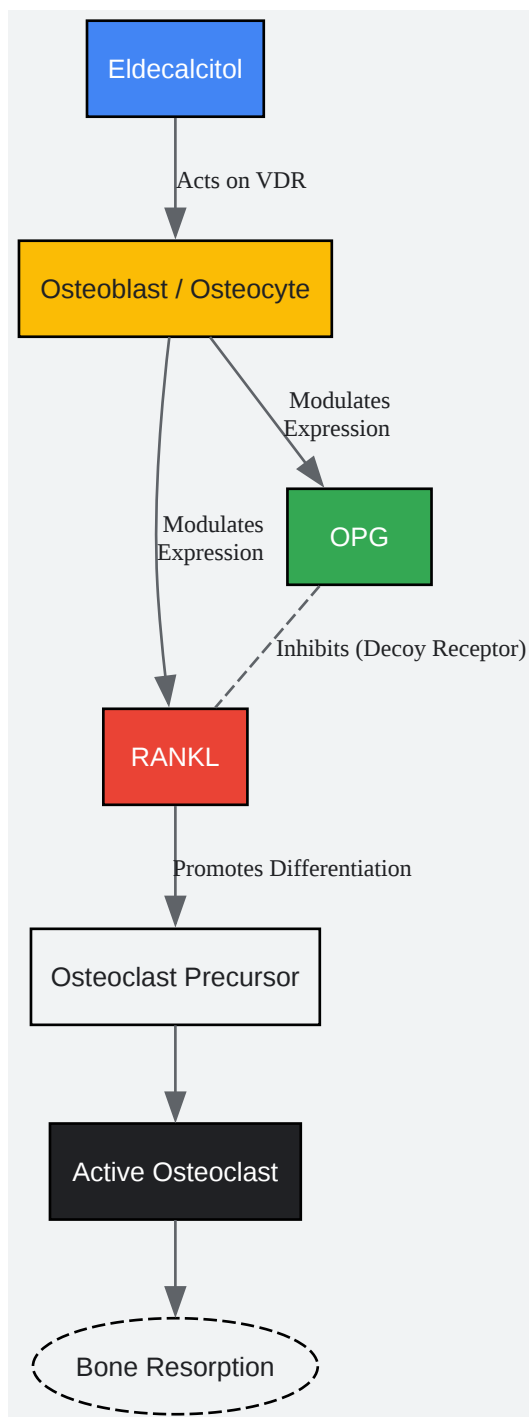 Eldecalcitol
Acts on VDR
Osteoblast / Osteocyte
Modulates
Expression
OPG
Modulates
Expression
Inhibits (Decoy Receptor)
RANKL
Promotes Differentiation
Osteoclast Precursor
Active Osteoclast
Bone Resorption